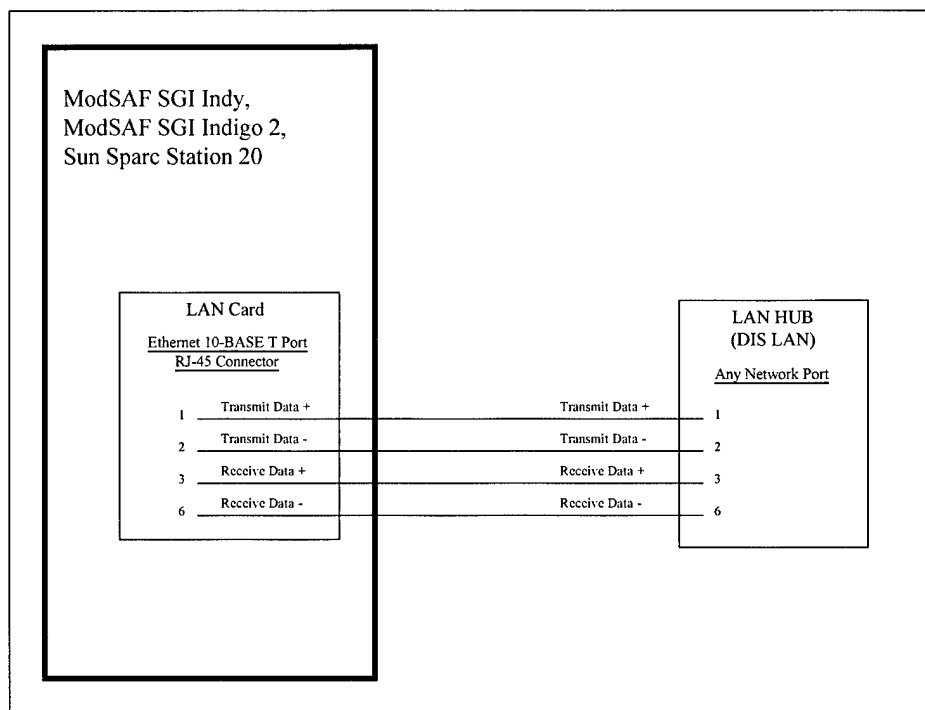 ModSAF SGI Indy,
ModSAF SGI Indigo 2,
Sun Sparc Station 20
LAN Card
Ethernet 10-BASE T Port
RJ-45 Connector
LAN HUB
(DIS LAN)
Any Network Port
1 Transmit Data + Transmit Data + 1
2 Transmit Data - Transmit Data - 2
3 Receive Data + Receive Data + 3
6 Receive Data - Receive Data - 6